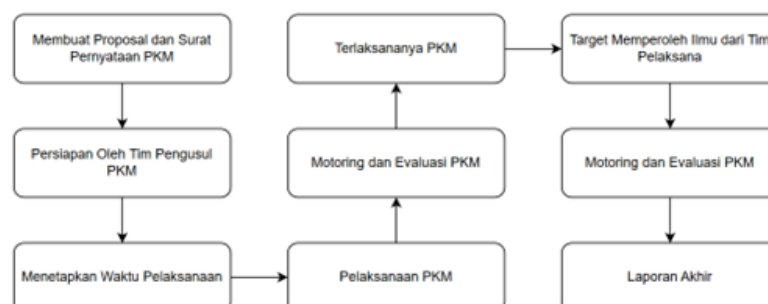 Membuat Proposal dan Surat
Pernyataan PKM
Persiapan Oleh Tim Pengusul
PKM
Menetapkan Waktu Pelaksanaan
Pelaksanaan PKM
Motoring dan Evaluasi PKM
Terlaksananya PKM
Target Memperoleh Ilmu dari Tim
Pelaksana
Motoring dan Evaluasi PKM
Laporan Akhir